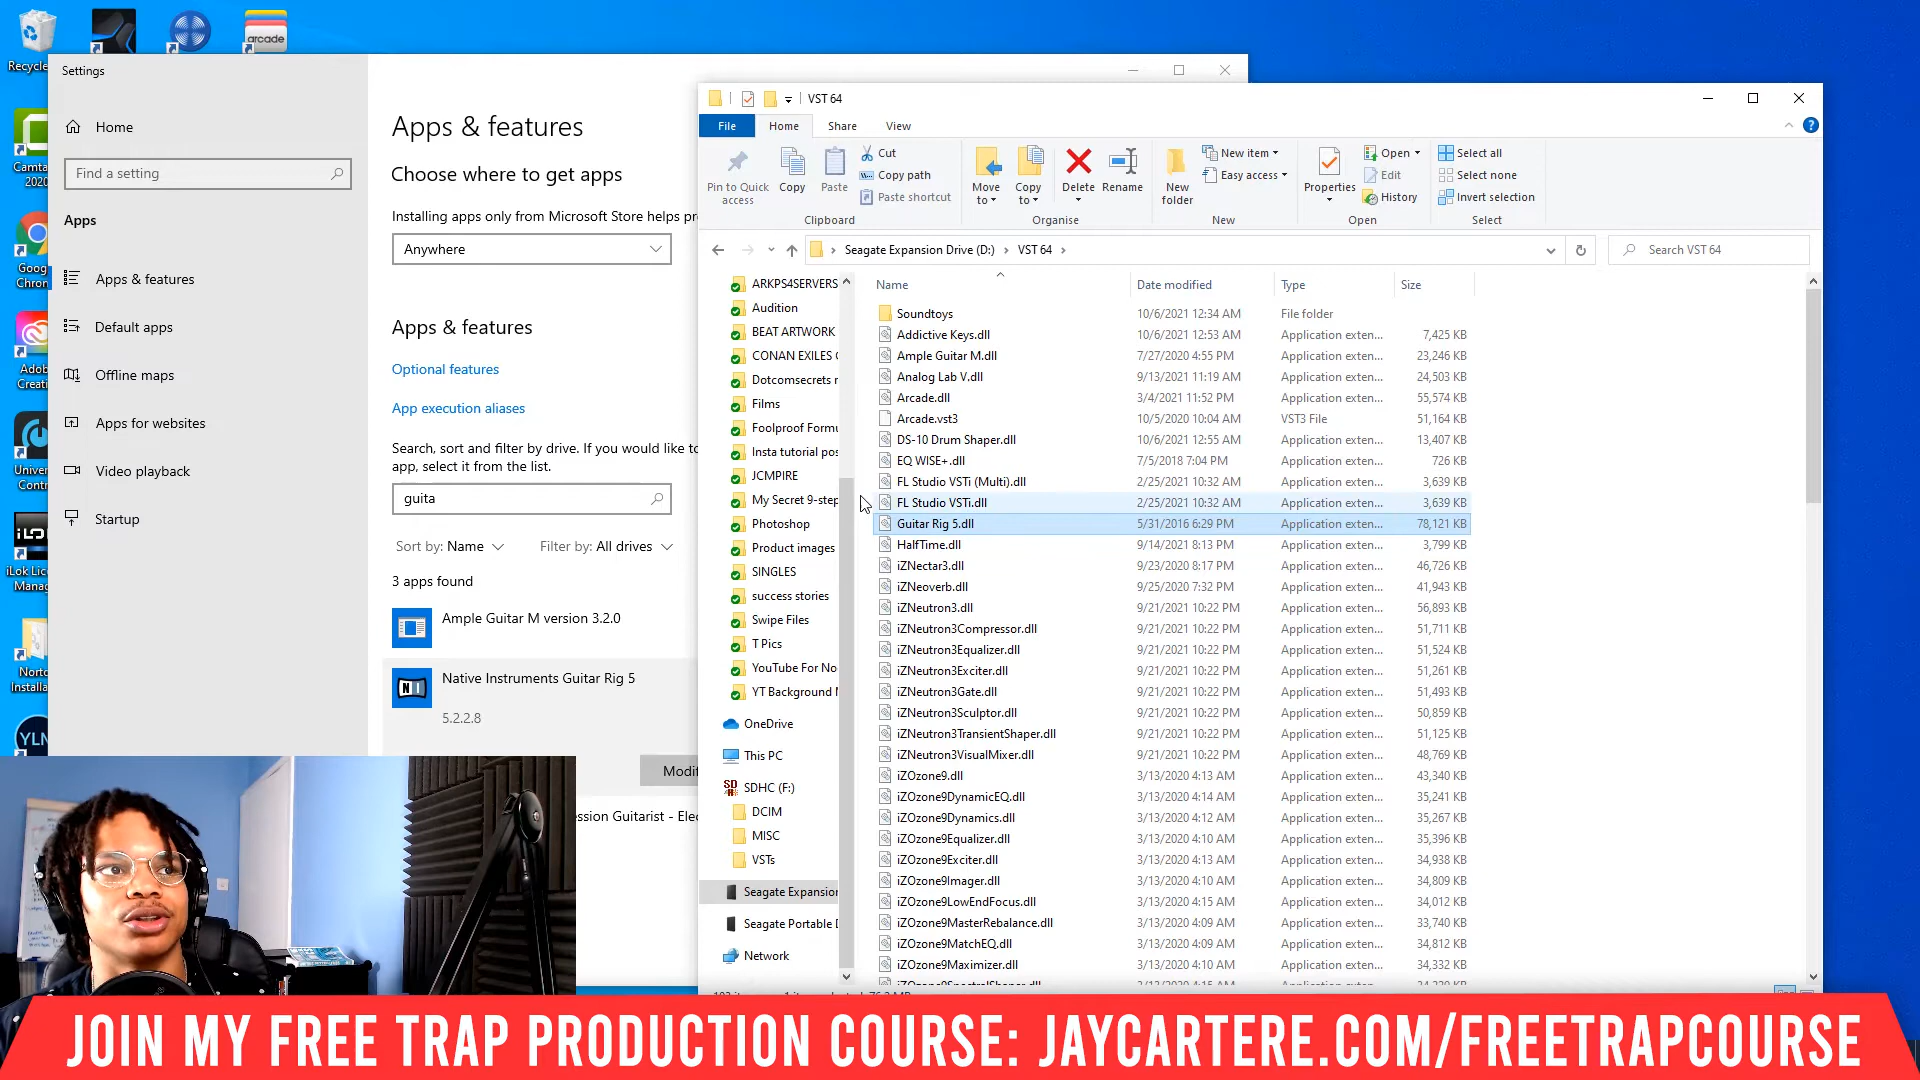 Recycle
arcade
Camta
2020
Goog
Chron
Adob
Creati
Univer
Contr
iLOK
iLok Lice
Manag
Norto
Installa
YLM
Settings
Home
Find a setting
Apps
Apps & features
Default apps
Offline maps
Apps for websites
Video playback
Startup
Apps & features
Choose where to get apps
Installing apps only from Microsoft Store helps pr
Anywhere
Apps & features
Optional features
App execution aliases
Search, sort and filter by drive. If you would like to
app, select it from the list.
guita
Sort by: Name
Filter by: All drives
3 apps found
Ample Guitar M version 3.2.0
Native Instruments Guitar Rig 5
5.2.2.8
Modif
ession Guitarist - Elec
VST 64
File Home Share View
Pin to Quick
access
Copy
Paste
Cut
Copy path
Paste shortcut
Clipboard
Move
to
Copy
to
Delete
Rename
Organise
New
folder
New item
Easy access
New
Properties
Open
Edit
History
Open
Select all
Select none
Invert selection
Select
Seagate Expansion Drive (D:) VST 64
Search VST 64
ARKPS4SERVERS
Audition
BEAT ARTWORK
CONAN EXILES C
Dotcomsecrets r
Films
Foolproof Formu
Insta tutorial pos
JCMPIRE
My Secret 9-step
Photoshop
Product images
SINGLES
success stories
Swipe Files
T Pics
YouTube For No
YT Background M
OneDrive
This PC
SDHC (F:)
DCIM
MISC
VSTs
Seagate Expansion
Seagate Portable D
Network
Name Date modified Type Size
Soundtoys 10/6/2021 12:34 AM File folder
Addictive Keys.dll 10/6/2021 12:53 AM Application exten... 7,425 KB
Ample Guitar M.dll 7/27/2020 4:55 PM Application exten... 23,246 KB
Analog Lab V.dll 9/13/2021 11:19 AM Application exten... 24,503 KB
Arcade.dll 3/4/2021 11:52 PM Application exten... 55,574 KB
Arcade.vst3 10/5/2020 10:04 AM VST3 File 51,164 KB
DS-10 Drum Shaper.dll 10/6/2021 12:55 AM Application exten... 13,407 KB
EQ WISE+.dll 7/5/2018 7:04 PM Application exten... 726 KB
FL Studio VSTi (Multi).dll 2/25/2021 10:32 AM Application exten... 3,639 KB
FL Studio VSTi.dll 2/25/2021 10:32 AM Application exten... 3,639 KB
Guitar Rig 5.dll 5/31/2016 6:29 PM Application exten... 78,121 KB
HalfTime.dll 9/14/2021 8:13 PM Application exten... 3,799 KB
iZNectar3.dll 9/23/2020 8:17 PM Application exten... 46,726 KB
iZNeoverb.dll 9/25/2020 7:32 PM Application exten... 41,943 KB
iZNeutron3.dll 9/21/2021 10:22 PM Application exten... 56,893 KB
iZNeutron3Compressor.dll 9/21/2021 10:22 PM Application exten... 51,711 KB
iZNeutron3Equalizer.dll 9/21/2021 10:22 PM Application exten... 51,524 KB
iZNeutron3Exciter.dll 9/21/2021 10:22 PM Application exten... 51,261 KB
iZNeutron3Gate.dll 9/21/2021 10:22 PM Application exten... 51,493 KB
iZNeutron3Sculptor.dll 9/21/2021 10:22 PM Application exten... 50,859 KB
iZNeutron3TransientShaper.dll 9/21/2021 10:22 PM Application exten... 51,125 KB
iZNeutron3VisualMixer.dll 9/21/2021 10:22 PM Application exten... 48,769 KB
iZOzone9.dll 3/13/2020 4:13 AM Application exten... 43,340 KB
iZOzone9DynamicEQ.dll 3/13/2020 4:14 AM Application exten... 35,241 KB
iZOzone9Dynamics.dll 3/13/2020 4:12 AM Application exten... 35,267 KB
iZOzone9Equalizer.dll 3/13/2020 4:10 AM Application exten... 35,396 KB
iZOzone9Exciter.dll 3/13/2020 4:13 AM Application exten... 34,938 KB
iZOzone9Imager.dll 3/13/2020 4:10 AM Application exten... 34,809 KB
iZOzone9LowEndFocus.dll 3/13/2020 4:15 AM Application exten... 34,012 KB
iZOzone9MasterRebalance.dll 3/13/2020 4:09 AM Application exten... 33,740 KB
iZOzone9MatchEQ.dll 3/13/2020 4:09 AM Application exten... 34,812 KB
iZOzone9Maximizer.dll 3/13/2020 4:10 AM Application exten... 34,332 KB
JOIN MY FREE TRAP PRODUCTION COURSE: JAYCARTERE.COM/FREETRAPCOURSE